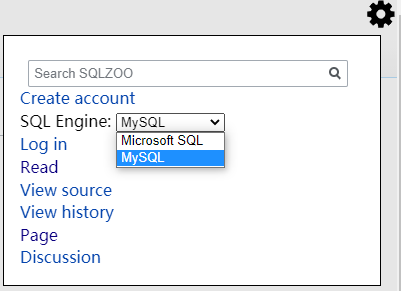 Search SQLZOO
Create account
SQL Engine: MySQL
Microsoft SQL
MySQL
Log in
Read
View source
View history
Page
Discussion